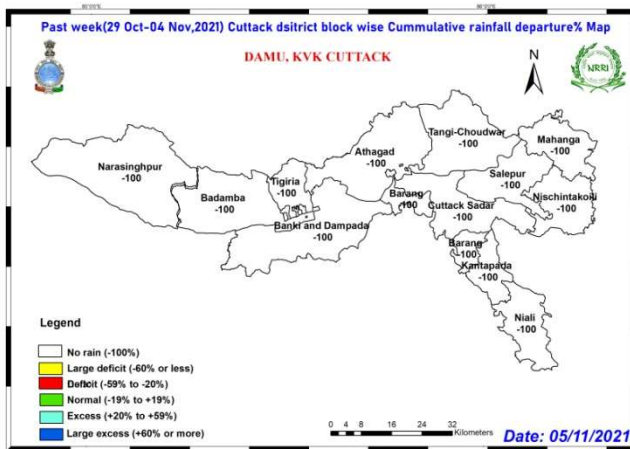 Past week(29 Oct-04 Nov,2021) Cuttack dsitrict block wise Cummulative rainfall departure% Map
DAMU, KVK CUTTACK
N
NRRI
Narasinghpur
-100
Badamba
-100
Tigiria
-100
Banki and Dampada
-100
Athagad
-100
Tangi-Choudwar
-100
Mahanga
-100
Salepur
-100
Nischintakoili
-100
Barang
-100
Cuttack Sadar
-100
Barang
-100
Kantapada
-100
Niali
-100
Legend
No rain (-100%)
Large deficit (-60% or less)
Deficit (-59% to -20%)
Normal (-19% to +19%)
Excess (+20% to +59%)
Large excess (+60% or more)
0 4 8 16 24 32
Kilometers
Date: 05/11/2021